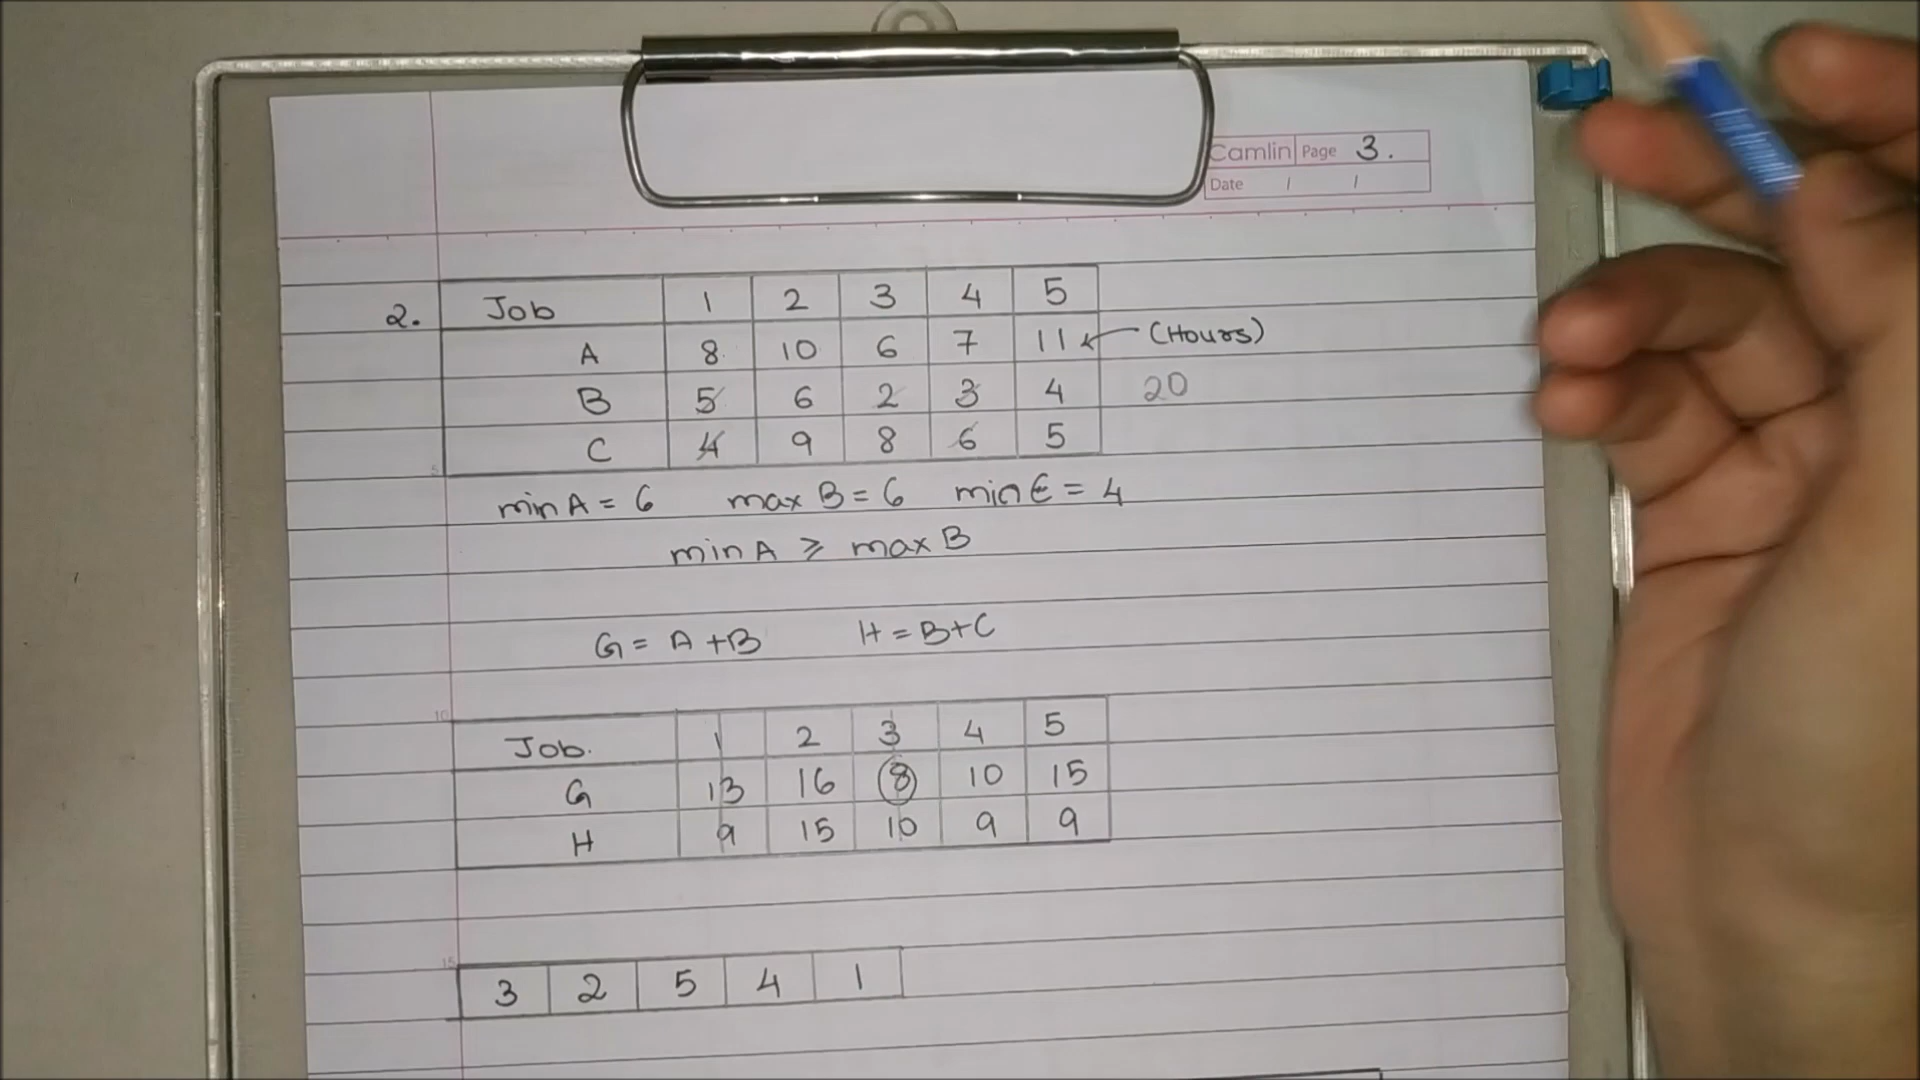 Camlin Page 3.
Date / /
2. Job 1 2 3 4 5
A 8 10 6 7 11 ← (Hours)
B 5 6 2 3 4 20
C 4 9 8 6 5
min A = 6 max B = 6 min C = 4
min A ≥ max B
G = A + B H = B + C
10
Job. 1 2 3 4 5
G 13 16 8 10 15
H 9 15 10 9 9
15
3 2 5 4 1